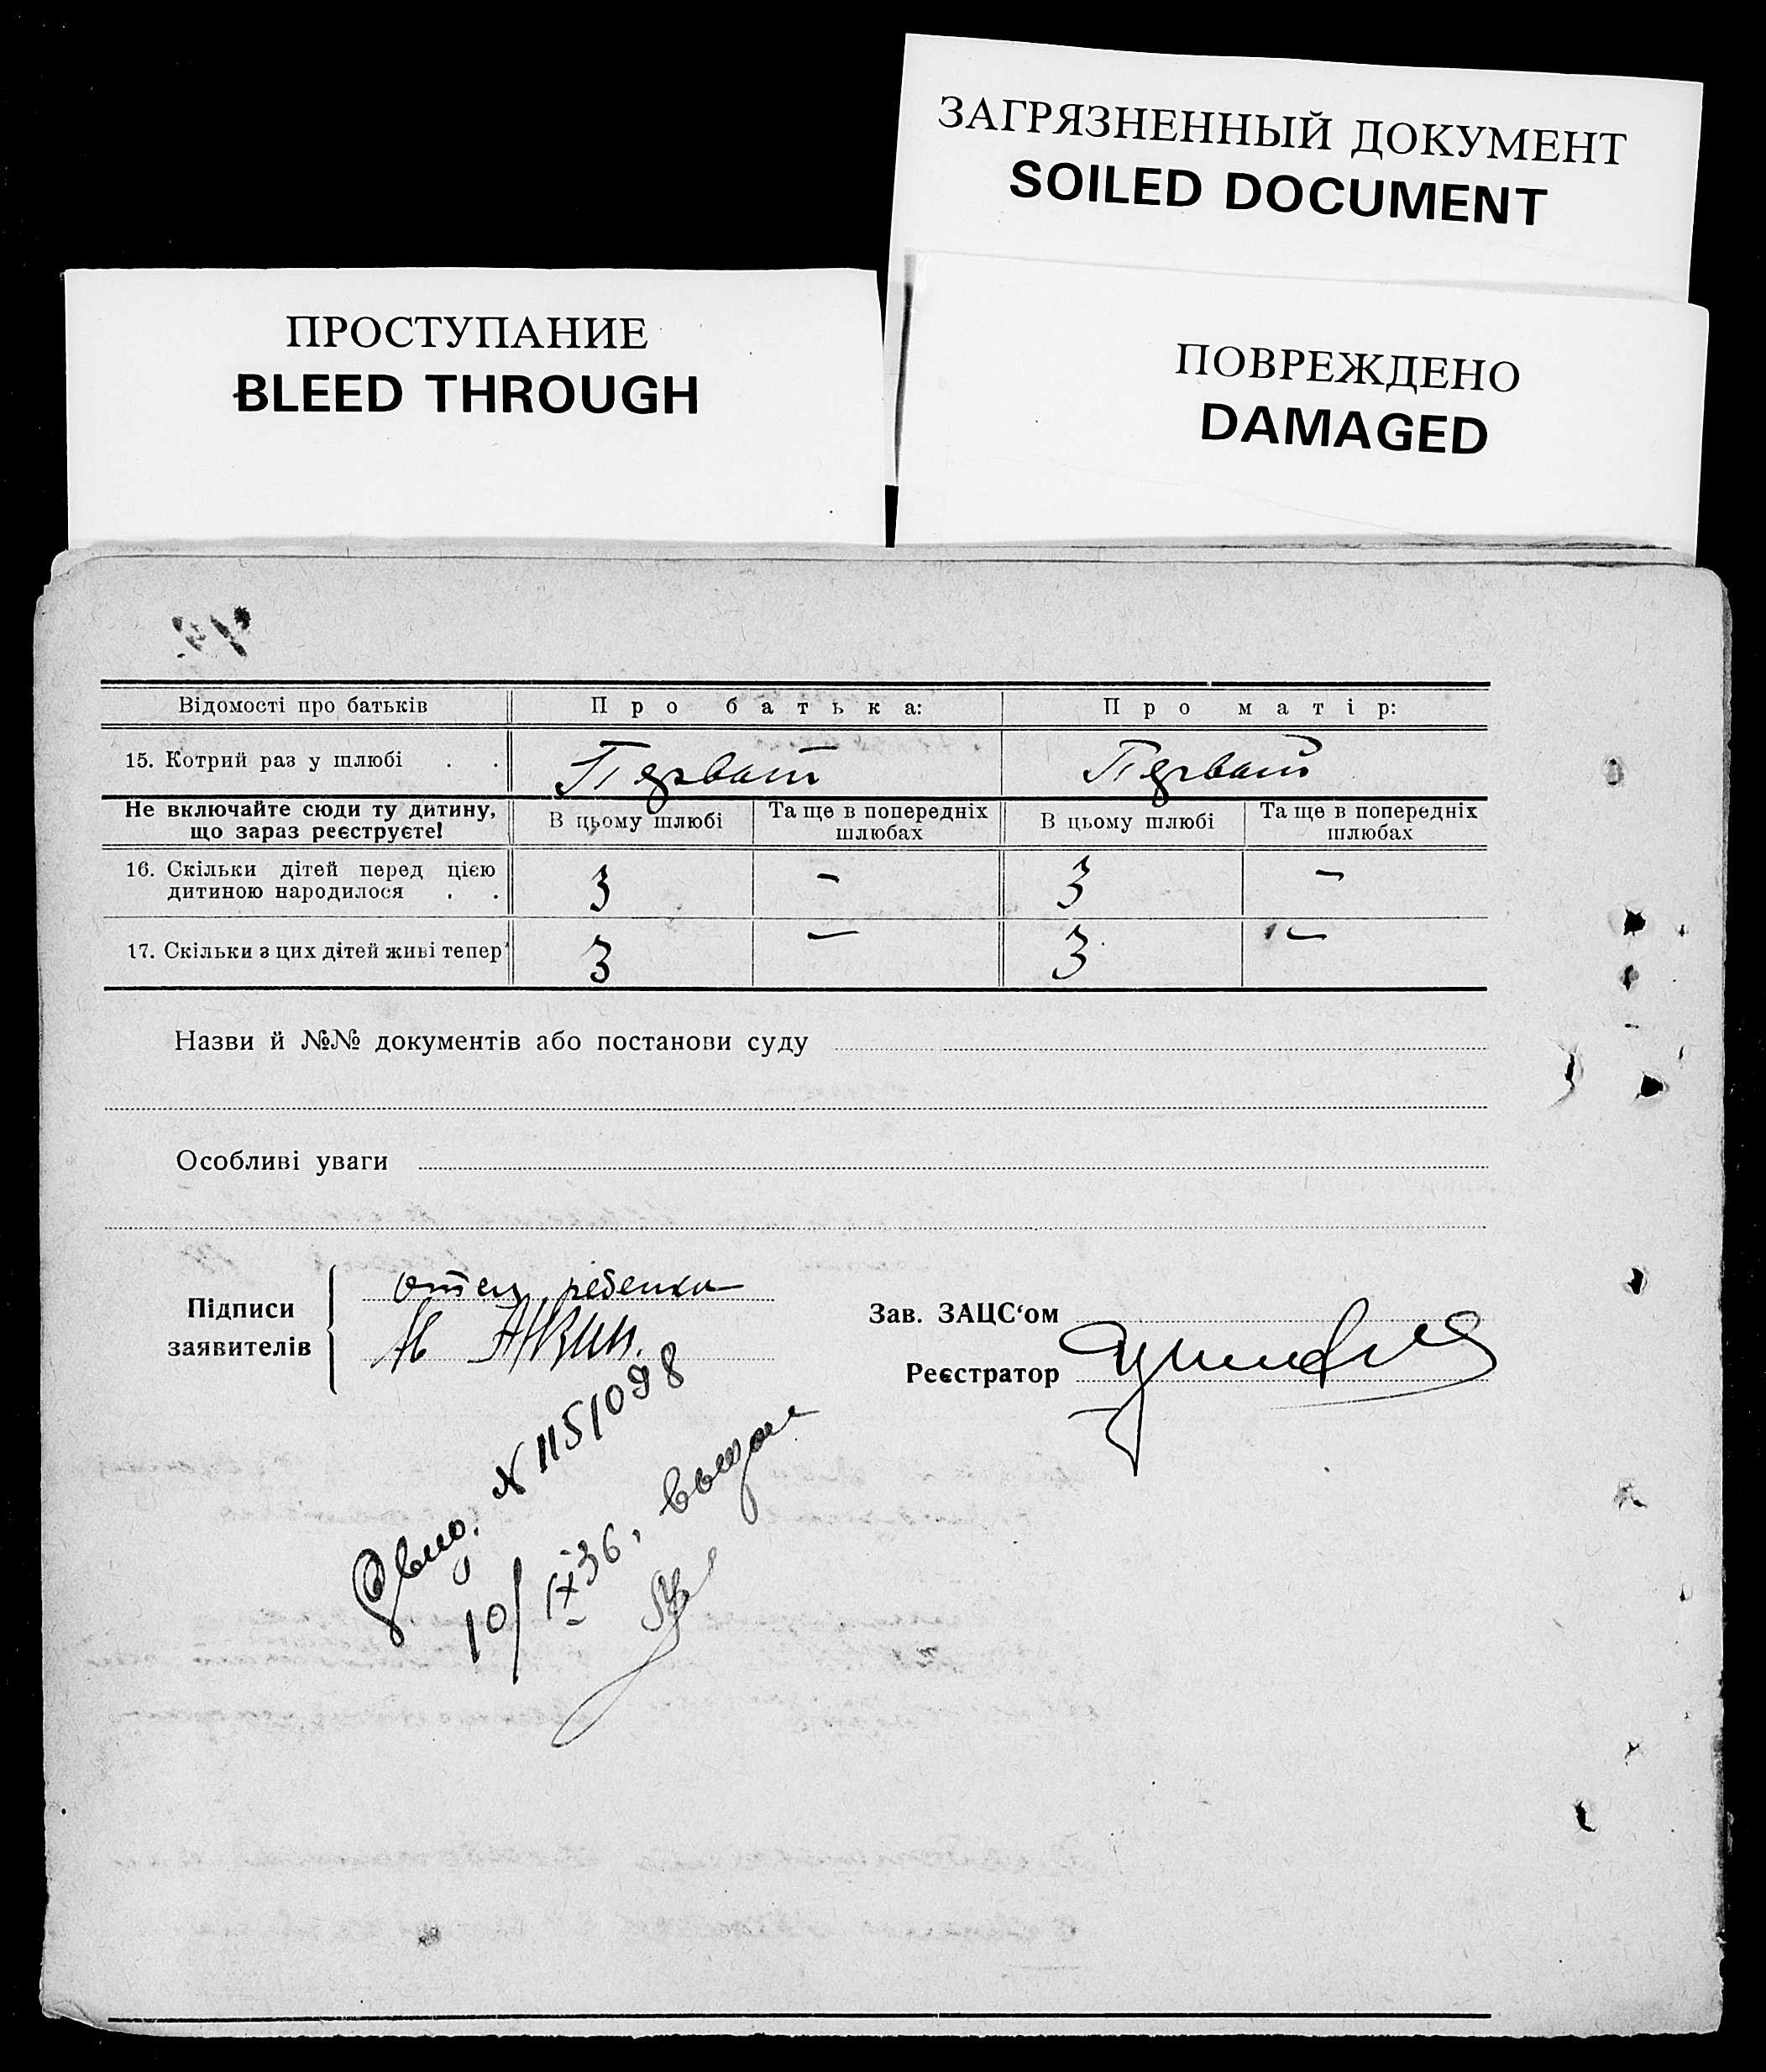 ЗАГРЯЗНЕННЫЙ ДОКУМЕНТ
SOILED DOCUMENT
ПРОСТУПАНИЕ
BLEED THROUGH
ПОВРЕЖДЕНО
DAMAGED
Відомості про батьків Про батька: Про матір:
15. Котрий раз у шлюбі . . Первый Первый
Не включайте сюди ту дитину, що зараз реєструєте! В цьому шлюбі Та ще в попередніх шлюбах В цьому шлюбі Та ще в попередніх шлюбах
16. Скільки дітей перед цією дитиною народилося . . 3 — 3 —
17. Скільки з цих дітей живі тепер 3 — 3 —
Назви й №№ документів або постанови суду
Особливі уваги
Підписи заявителів
отец ребенка
Зав. ЗАЦС‘ом
Реєстратор
Свид. N 1151098
10/IX 36,